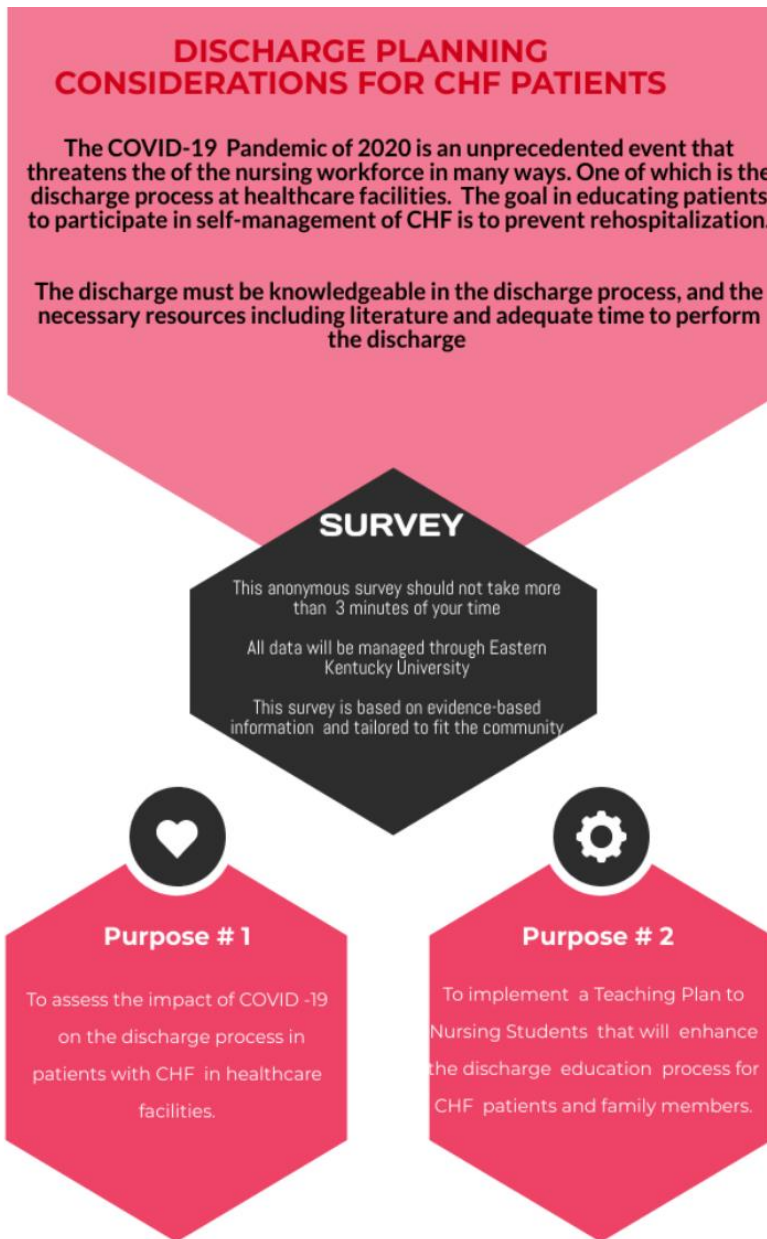 DISCHARGE PLANNING
CONSIDERATIONS FOR CHF PATIENTS
The COVID-19 Pandemic of 2020 is an unprecedented event that
threatens the of the nursing workforce in many ways. One of which is the
discharge process at healthcare facilities. The goal in educating patients
to participate in self-management of CHF is to prevent rehospitalization.
The discharge must be knowledgeable in the discharge process, and the
necessary resources including literature and adequate time to perform
the discharge
SURVEY
This anonymous survey should not take more
than 3 minutes of your time
All data will be managed through Eastern
Kentucky University
This survey is based on evidence-based
information and tailored to fit the community
Purpose # 1
To assess the impact of COVID -19
on the discharge process in
patients with CHF in healthcare
facilities.
Purpose # 2
To implement a Teaching Plan to
Nursing Students that will enhance
the discharge education process for
CHF patients and family members.